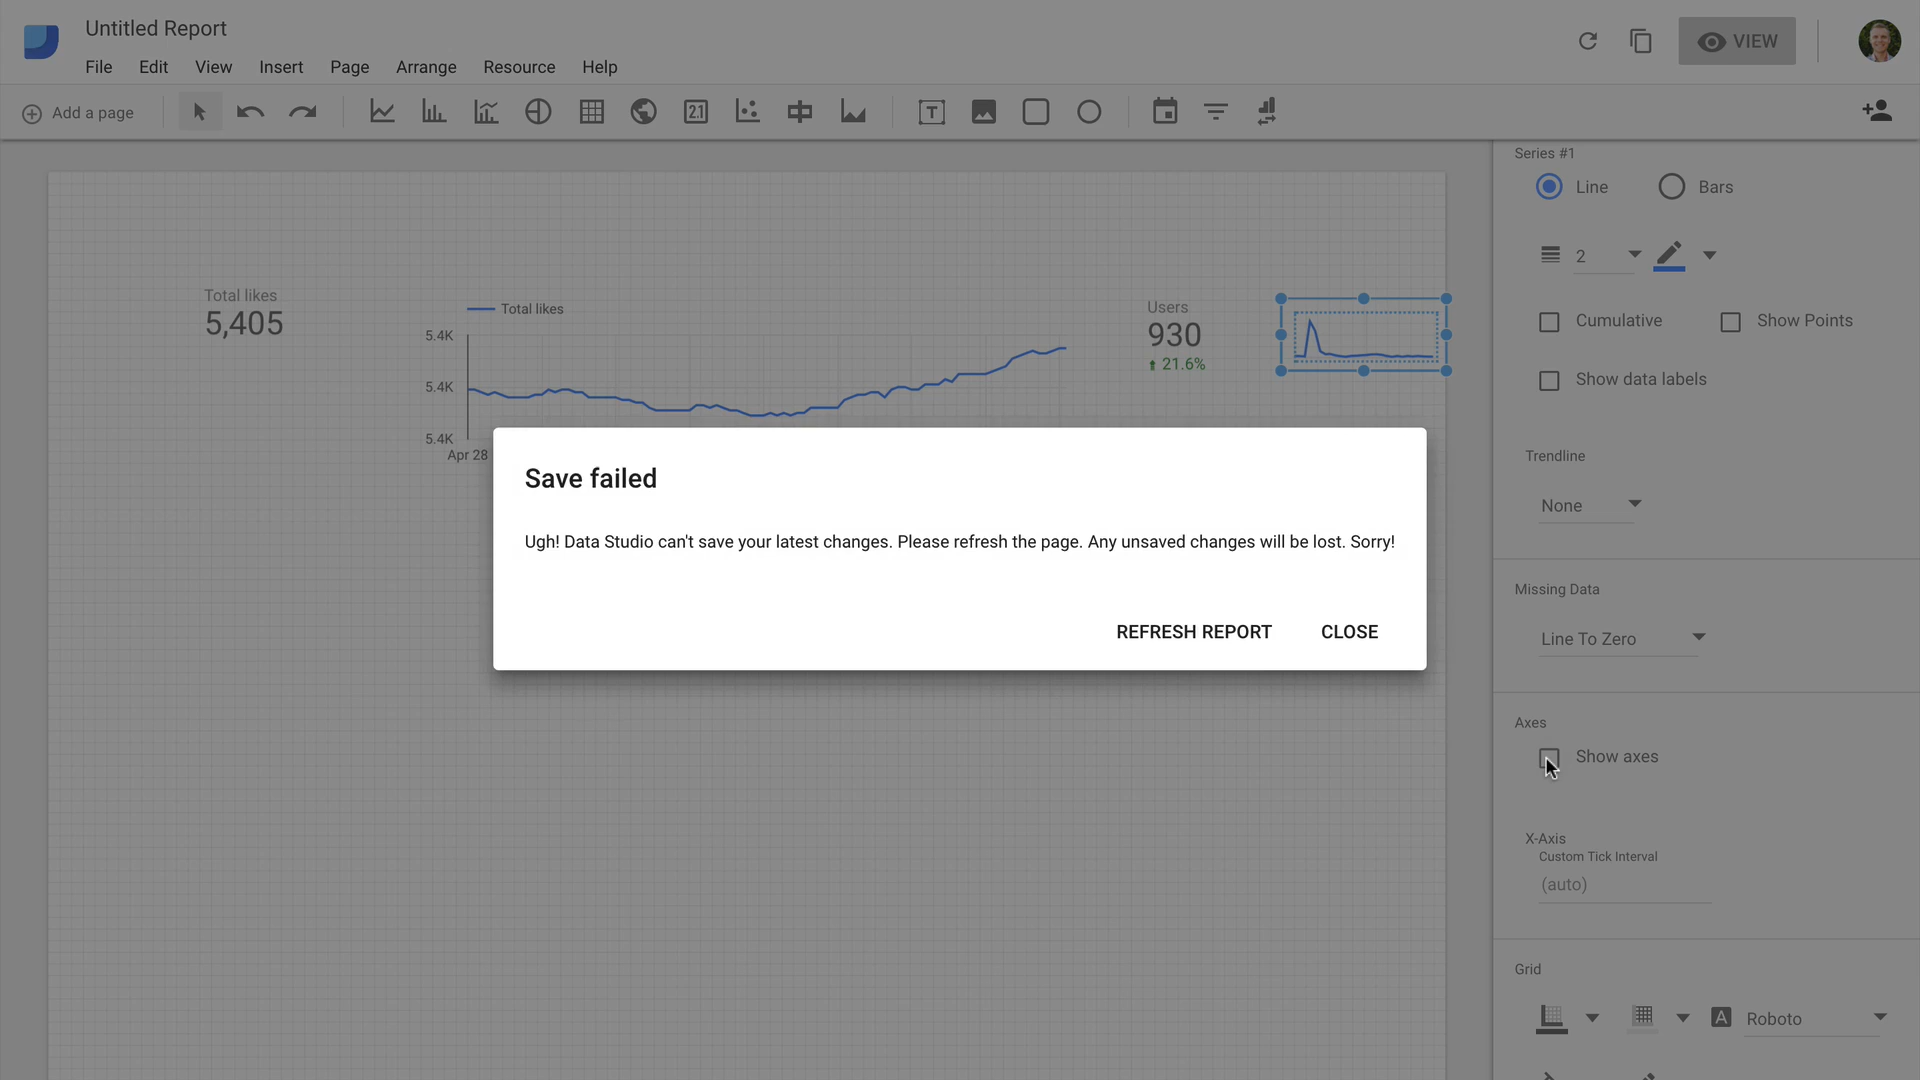 Untitled Report
File Edit View Insert Page Arrange Resource Help
VIEW
Add a page
2.1
T
Series #1
Line Bars
2
Cumulative Show Points
Show data labels
Trendline
None
Missing Data
Line To Zero
Axes
Show axes
X-Axis
Custom Tick Interval
(auto)
Grid
A Roboto
Total likes
5,405
Total likes
5.4K
5.4K
5.4K
Apr 28
Users
930
21.6%
Save failed
Ugh! Data Studio can't save your latest changes. Please refresh the page. Any unsaved changes will be lost. Sorry!
REFRESH REPORT CLOSE